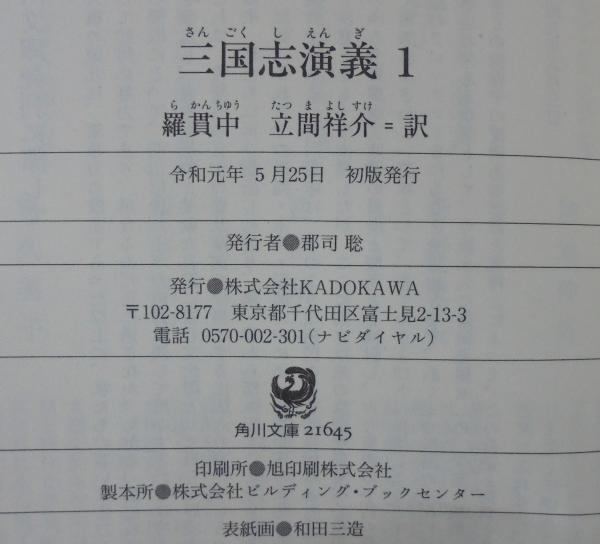 さんごくしえんぎ
三国志演義 1
らかんちゅう たつまよしすけ
羅貫中 立間祥介=訳
令和元年 5月25日 初版発行
発行者●郡司 聡
発行●株式会社KADOKAWA
〒102-8177 東京都千代田区富士見2-13-3
電話 0570-002-301(ナビダイヤル)
角川文庫 21645
印刷所●旭印刷株式会社
製本所●株式会社ビルディング・ブックセンター
表紙画●和田三造